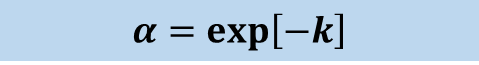 α = exp[−k]